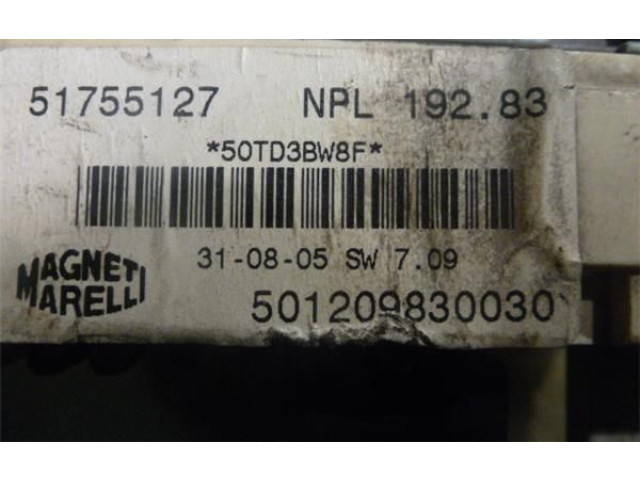 51755127 NPL 192.83
*50TD3BW8F*
31-08-05 SW 7.09
MAGNETI
MARELLI
501209830030